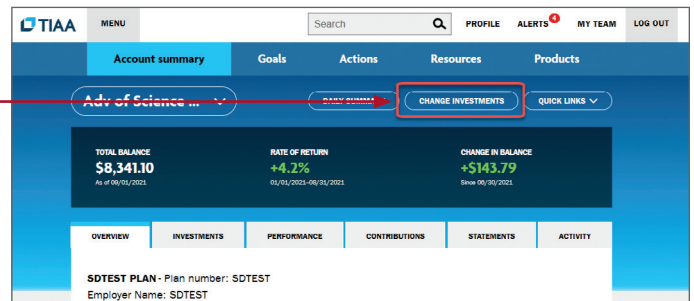 TIAA MENU Search PROFILE ALERTS 4 MY TEAM LOG OUT
Account summary Goals Actions Resources Products
Adv of Science ... DAILY SUMMARY CHANGE INVESTMENTS QUICK LINKS
TOTAL BALANCE RATE OF RETURN CHANGE IN BALANCE
$8,341.10 +4.2% +$143.79
As of 09/01/2021 01/01/2021-08/31/2021 Since 06/30/2021
OVERVIEW INVESTMENTS PERFORMANCE CONTRIBUTIONS STATEMENTS ACTIVITY
SDTEST PLAN - Plan number: SDTEST
Employer Name: SDTEST